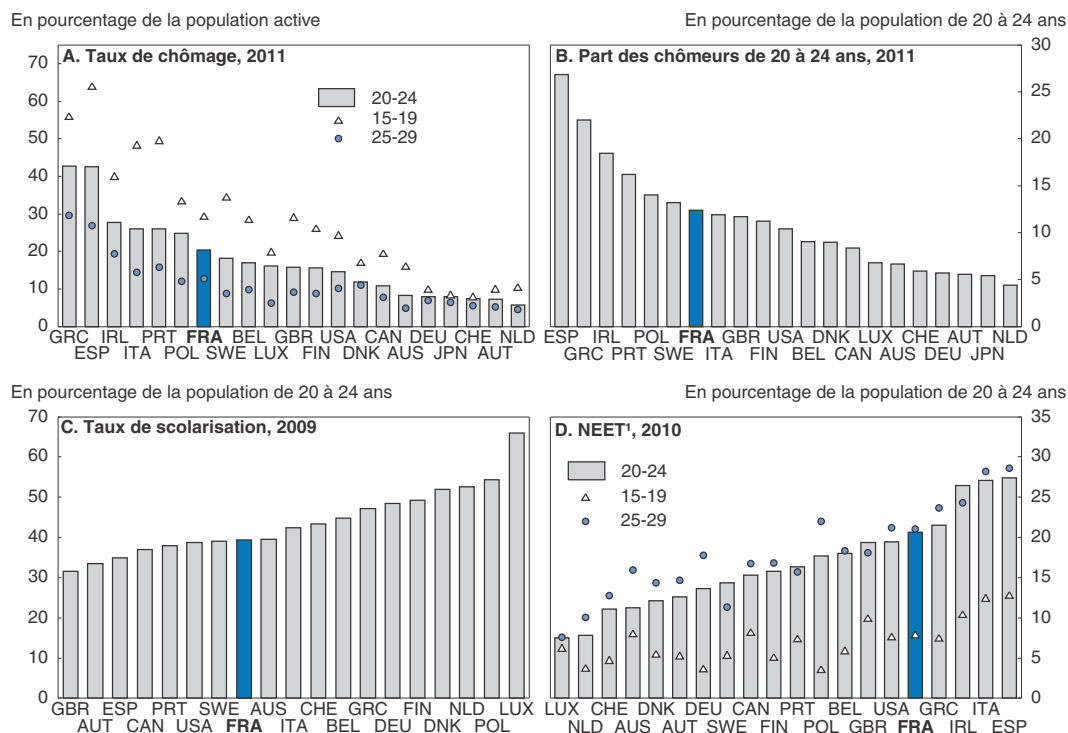 En pourcentage de la population active
A. Taux de chômage, 2011
70
60
50
40
30
20
10
0
20-24
15-19
25-29
GRC IRL PRT FRA BEL GBR USA CAN DEU CHE NLD
ESP ITA POL SWE LUX FIN DNK AUS JPN AUT
En pourcentage de la population de 20 à 24 ans
B. Part des chômeurs de 20 à 24 ans, 2011
30
25
20
15
10
5
0
ESP IRL POL FRA GBR USA DNK LUX CHE AUT NLD
GRC PRT SWE ITA FIN BEL CAN AUS DEU JPN
En pourcentage de la population de 20 à 24 ans
C. Taux de scolarisation, 2009
70
60
50
40
30
20
10
0
GBR ESP PRT SWE AUS CHE GRC FIN NLD LUX
AUT CAN USA FRA ITA BEL DEU DNK POL
En pourcentage de la population de 20 à 24 ans
D. NEET¹, 2010
35
30
25
20
15
10
5
0
20-24
15-19
25-29
LUX CHE DNK DEU CAN PRT BEL USA GRC ITA
NLD AUS AUT SWE FIN POL GBR FRA IRL ESP